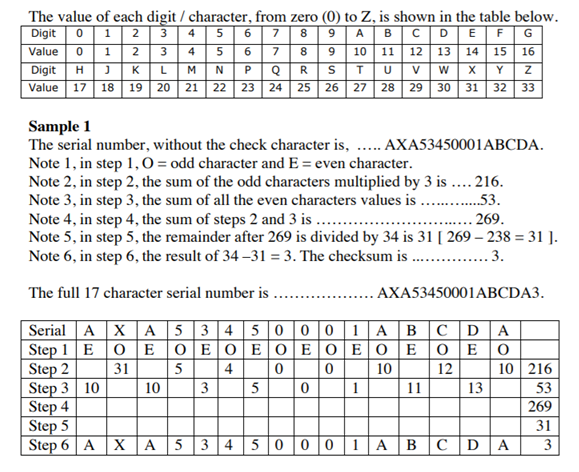 The value of each digit / character, from zero (0) to Z, is shown in the table below.
Digit 0 1 2 3 4 5 6 7 8 9 A B C D E F G
Value 0 1 2 3 4 5 6 7 8 9 10 11 12 13 14 15 16
Digit H J K L M N P Q R S T U V W X Y Z
Value 17 18 19 20 21 22 23 24 25 26 27 28 29 30 31 32 33
Sample 1
The serial number, without the check character is, ….. AXA53450001ABCDA.
Note 1, in step 1, O = odd character and E = even character.
Note 2, in step 2, the sum of the odd characters multiplied by 3 is …. 216.
Note 3, in step 3, the sum of all the even characters values is ………....53.
Note 4, in step 4, the sum of steps 2 and 3 is ……………………..… 269.
Note 5, in step 5, the remainder after 269 is divided by 34 is 31 [ 269 – 238 = 31 ].
Note 6, in step 6, the result of 34 –31 = 3. The checksum is …………. 3.
The full 17 character serial number is ………………. AXA53450001ABCDA3.
Serial A X A 5 3 4 5 0 0 0 1 A B C D A
Step 1 E O E O E O E O E O E O E O E O
Step 2 31 5 4 0 0 10 12 10 216
Step 3 10 10 3 5 0 1 11 13 53
Step 4 269
Step 5 31
Step 6 A X A 5 3 4 5 0 0 0 1 A B C D A 3